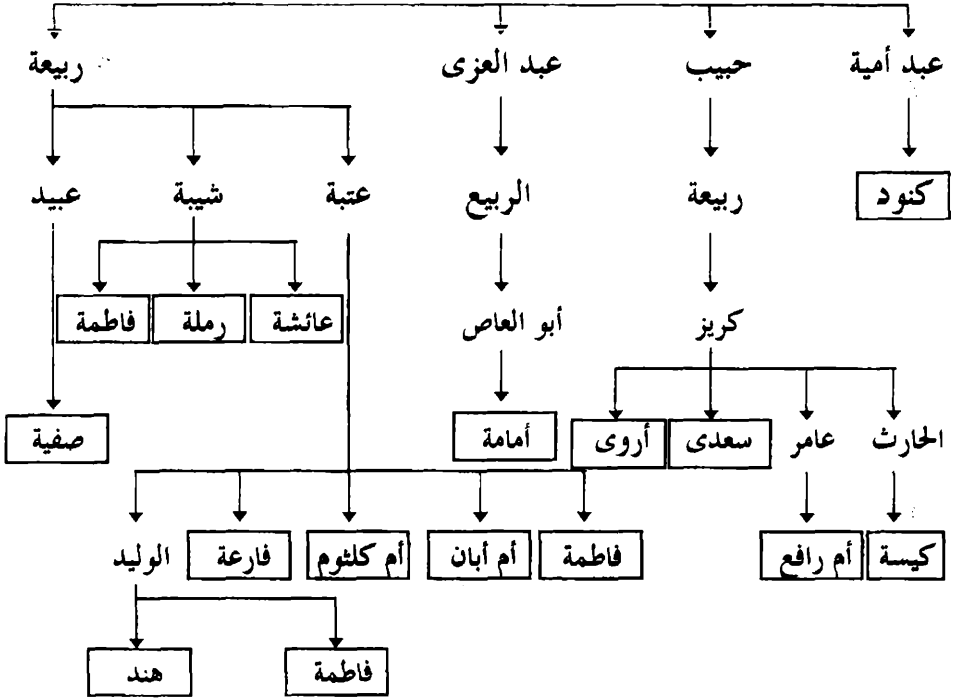 عبد أمية حبيب عبد العزى ربيعة
كنود ربيعة الربيع عتبة شيبة عبيد
كريز أبو العاص عائشة رملة فاطمة
الحارث عامر سعدى أروى أمامة صفية
كيسة أم رافع فاطمة أم أبان أم كلثوم فارعة الوليد
فاطمة هند